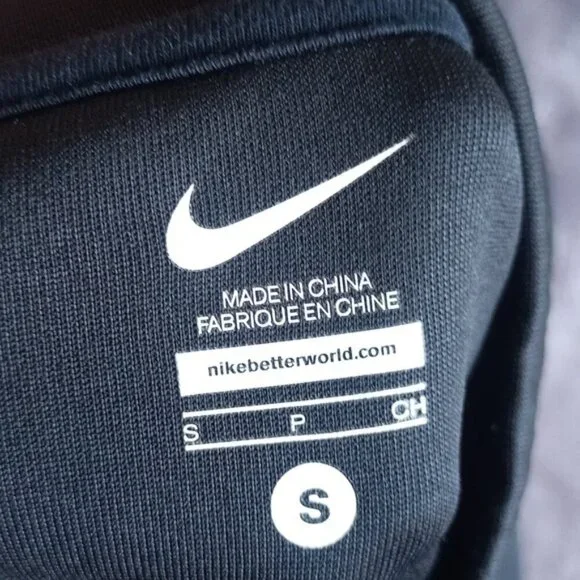 MADE IN CHINA
FABRIQUE EN CHINE
nikebetterworld.com
S P CH
S